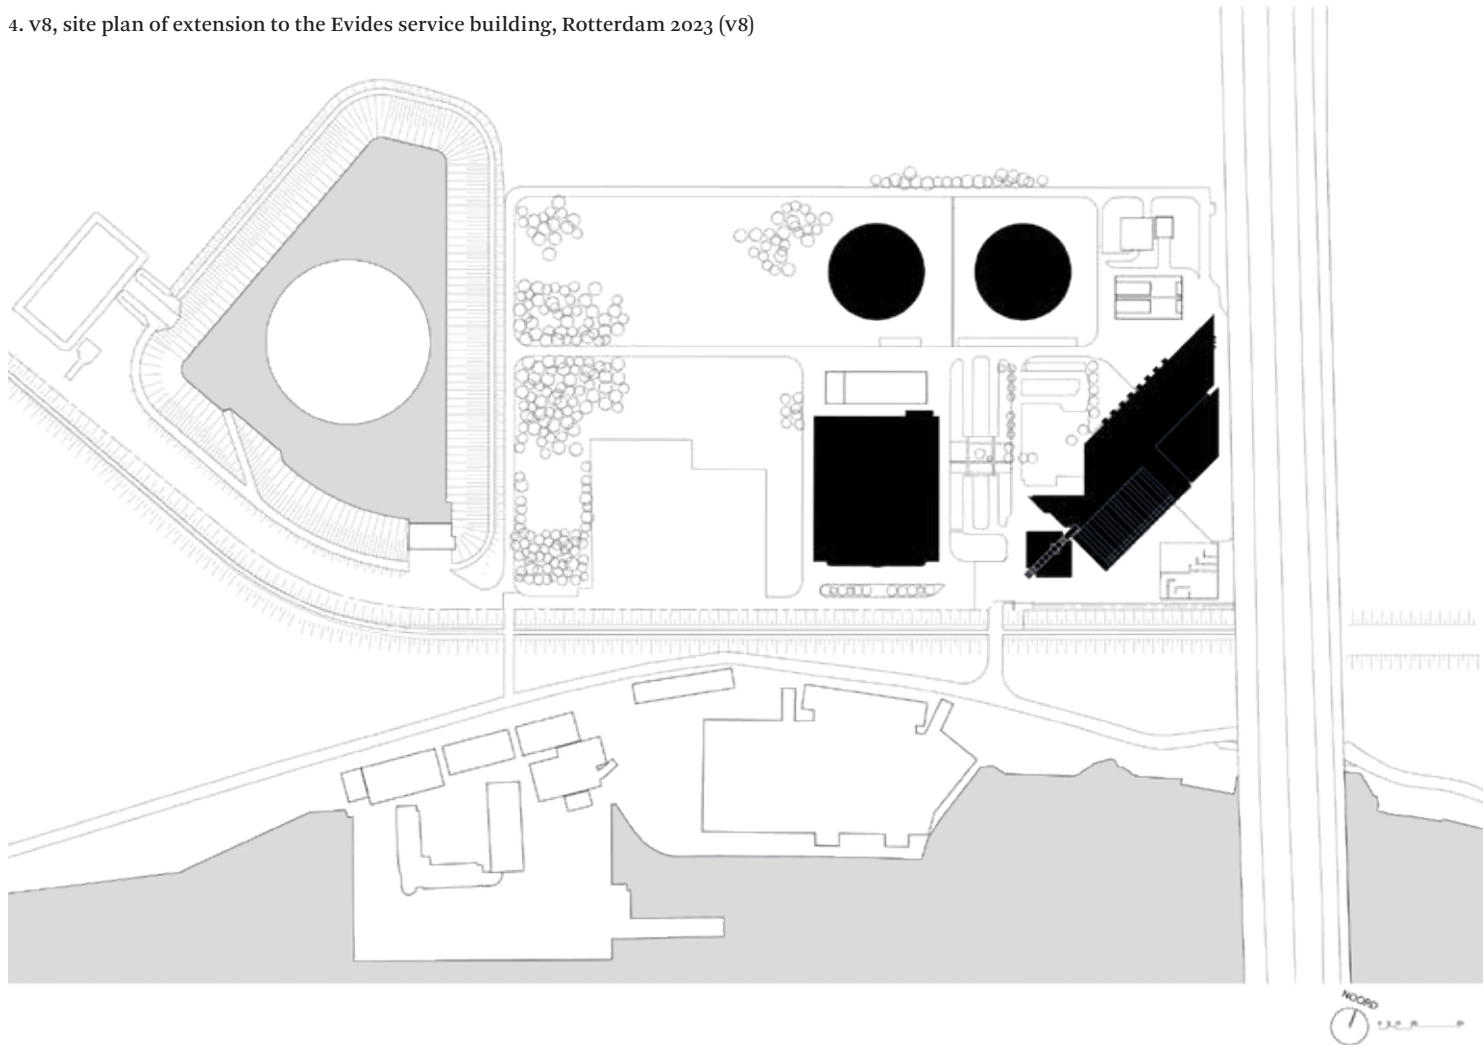 4. v8, site plan of extension to the Evides service building, Rotterdam 2023 (v8)
NOORD